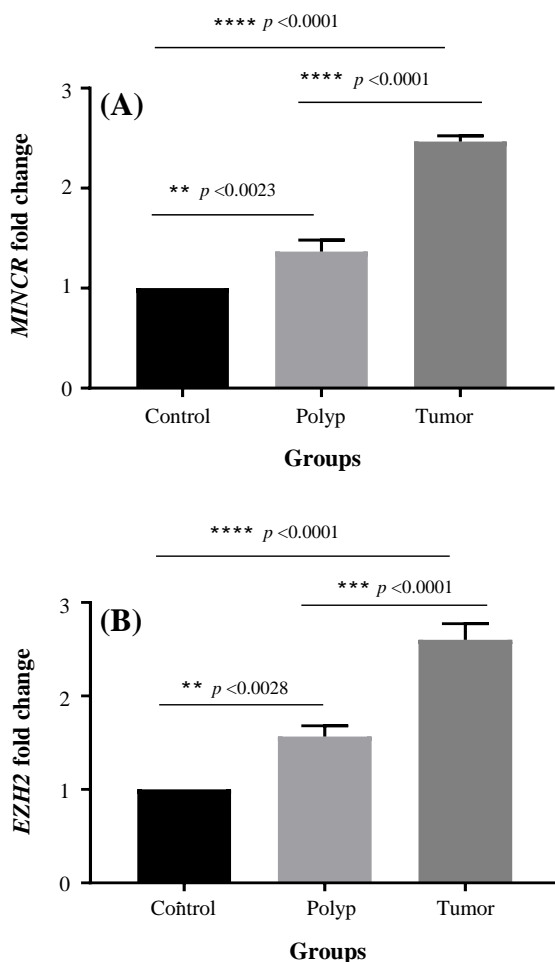 **** p <0.0001
**** p <0.0001
(A)
3
** p <0.0023
2
1
0
MINCR fold change
Control Polyp Tumor
Groups
**** p <0.0001
*** p <0.0001
(B)
3
** p <0.0028
2
1
0
EZH2 fold change
Control Polyp Tumor
Groups